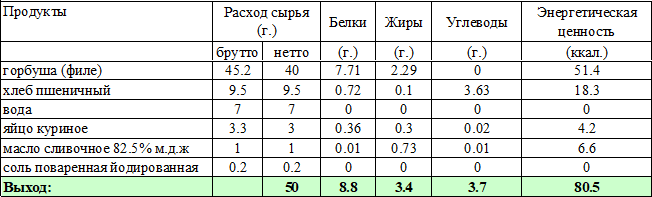 Продукты Расход сырья (г.) Белки Жиры Углеводы Энергетическая ценность
брутто нетто (г.) (г.) (г.) (ккал.)
горбуша (филе) 45.2 40 7.71 2.29 0 51.4
хлеб пшеничный 9.5 9.5 0.72 0.1 3.63 18.3
вода 7 7 0 0 0 0
яйцо куриное 3.3 3 0.36 0.3 0.02 4.2
масло сливочное 82.5% м.д.ж 1 1 0.01 0.73 0.01 6.6
соль поваренная йодированная 0.2 0.2 0 0 0 0
Выход: 50 8.8 3.4 3.7 80.5